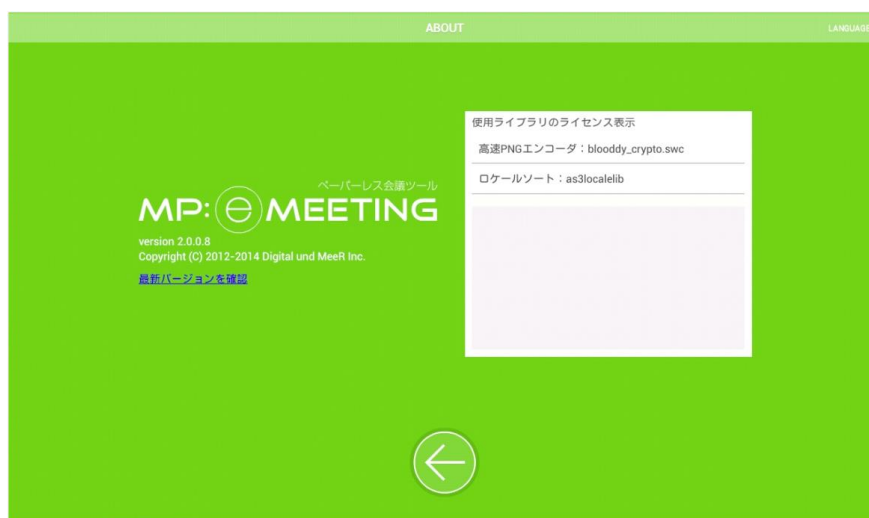 ABOUT
LANGUAGE
ペーパーレス会議ツール
MP:eMEETING
version 2.0.0.8
Copyright (C) 2012-2014 Digital und MeeR Inc.
最新バージョンを確認
使用ライブラリのライセンス表示
高速PNGエンコーダ：blooddy_crypto.swc
ロケールソート：as3localelib